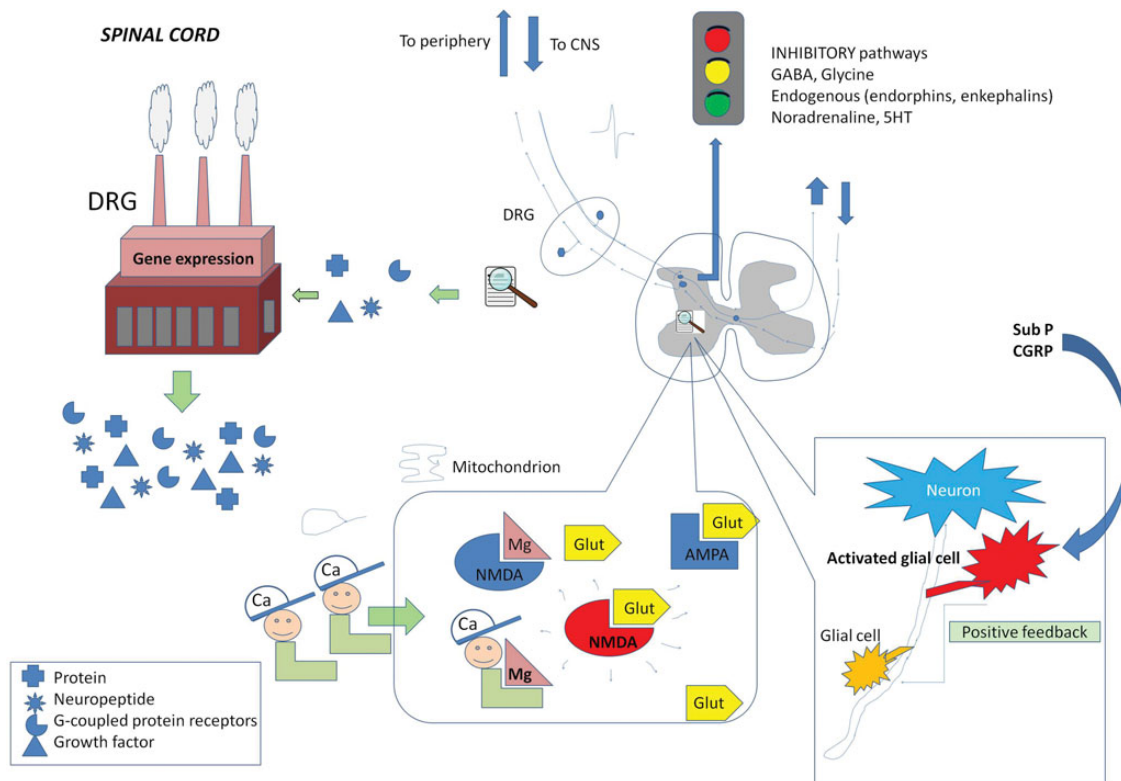 SPINAL CORD
To periphery
To CNS
INHIBITORY pathways
GABA, Glycine
Endogenous (endorphins, enkephalins)
Noradrenaline, 5HT
DRG
Gene expression
DRG
Sub P
CGRP
Mitochondrion
Mg
Glut
NMDA
Glut
AMPA
Ca
Ca
Glut
NMDA
Ca
Mg
Glut
Neuron
Activated glial cell
Glial cell
Positive feedback
Protein
Neuropeptide
G-coupled protein receptors
Growth factor